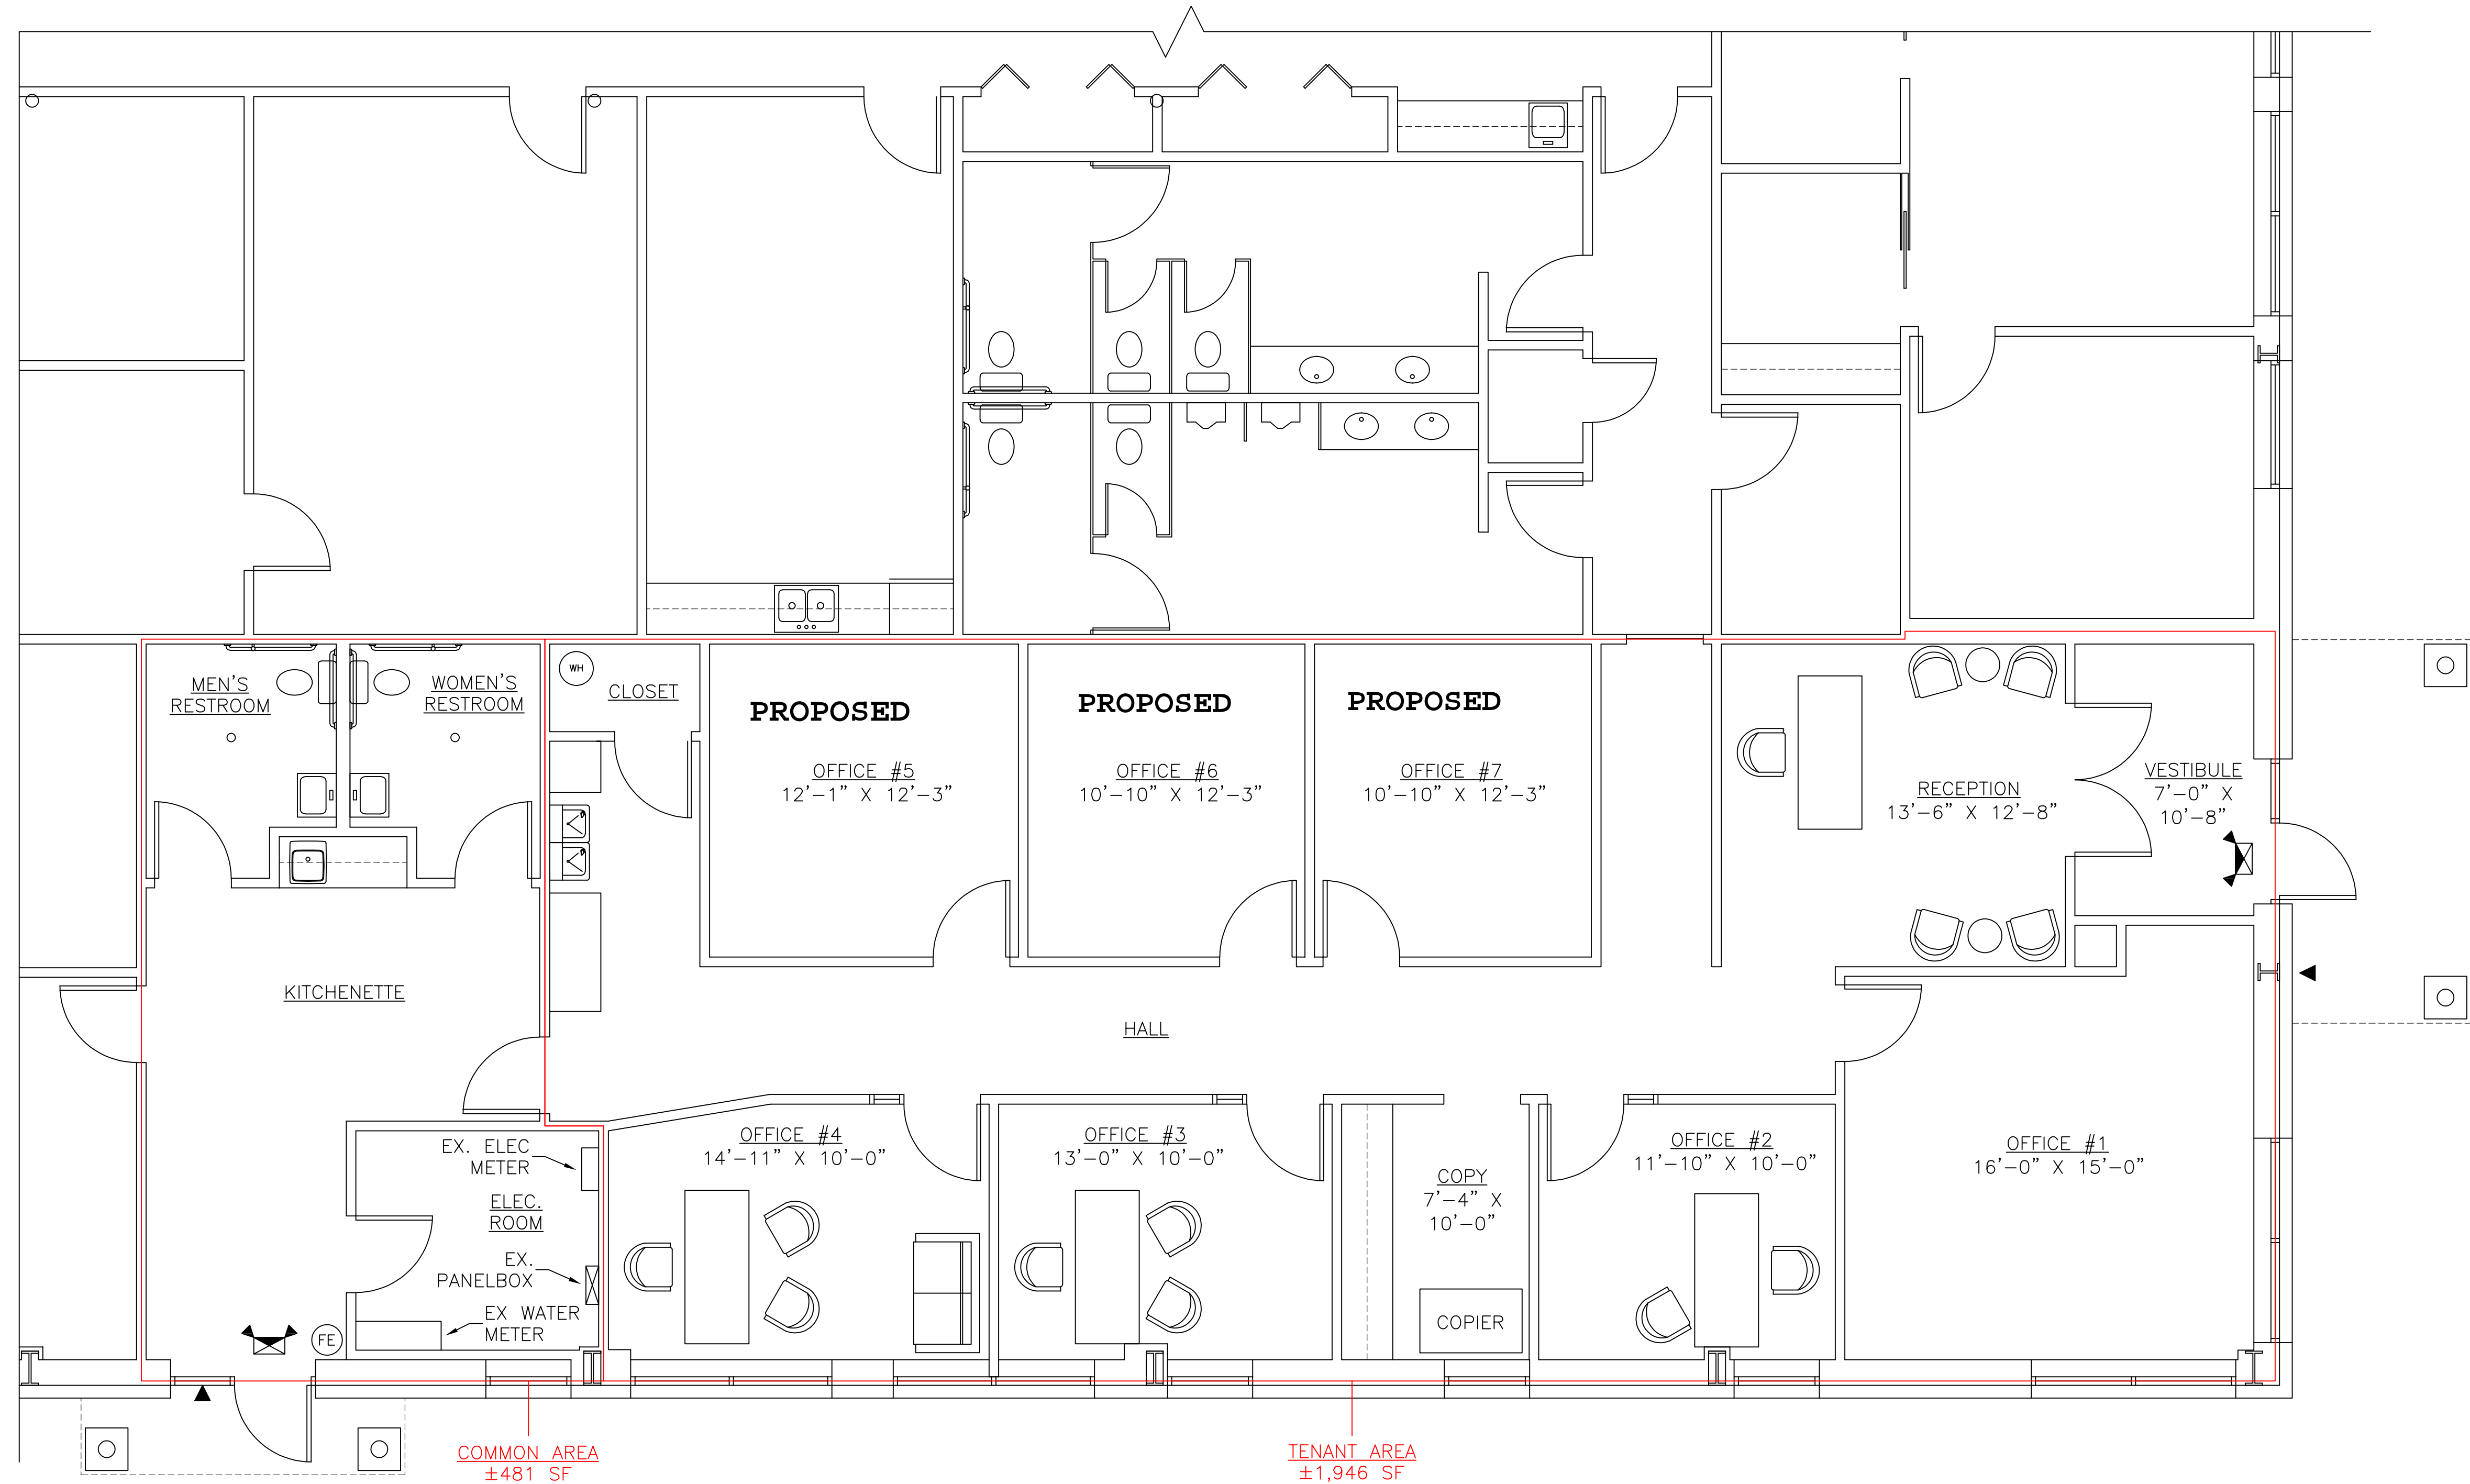 MEN'S
RESTROOM
WOMEN'S
RESTROOM
WH
CLOSET
PROPOSED
OFFICE #5
12'-1" X 12'-3"
PROPOSED
OFFICE #6
10'-10" X 12'-3"
PROPOSED
OFFICE #7
10'-10" X 12'-3"
RECEPTION
13'-6" X 12'-8"
VESTIBULE
7'-0" X
10'-8"
KITCHENETTE
HALL
EX. ELEC
METER
ELEC.
ROOM
EX.
PANELBOX
EX WATER
METER
FE
OFFICE #4
14'-11" X 10'-0"
OFFICE #3
13'-0" X 10'-0"
COPY
7'-4" X
10'-0"
COPIER
OFFICE #2
11'-10" X 10'-0"
OFFICE #1
16'-0" X 15'-0"
COMMON AREA
±481 SF
TENANT AREA
±1,946 SF